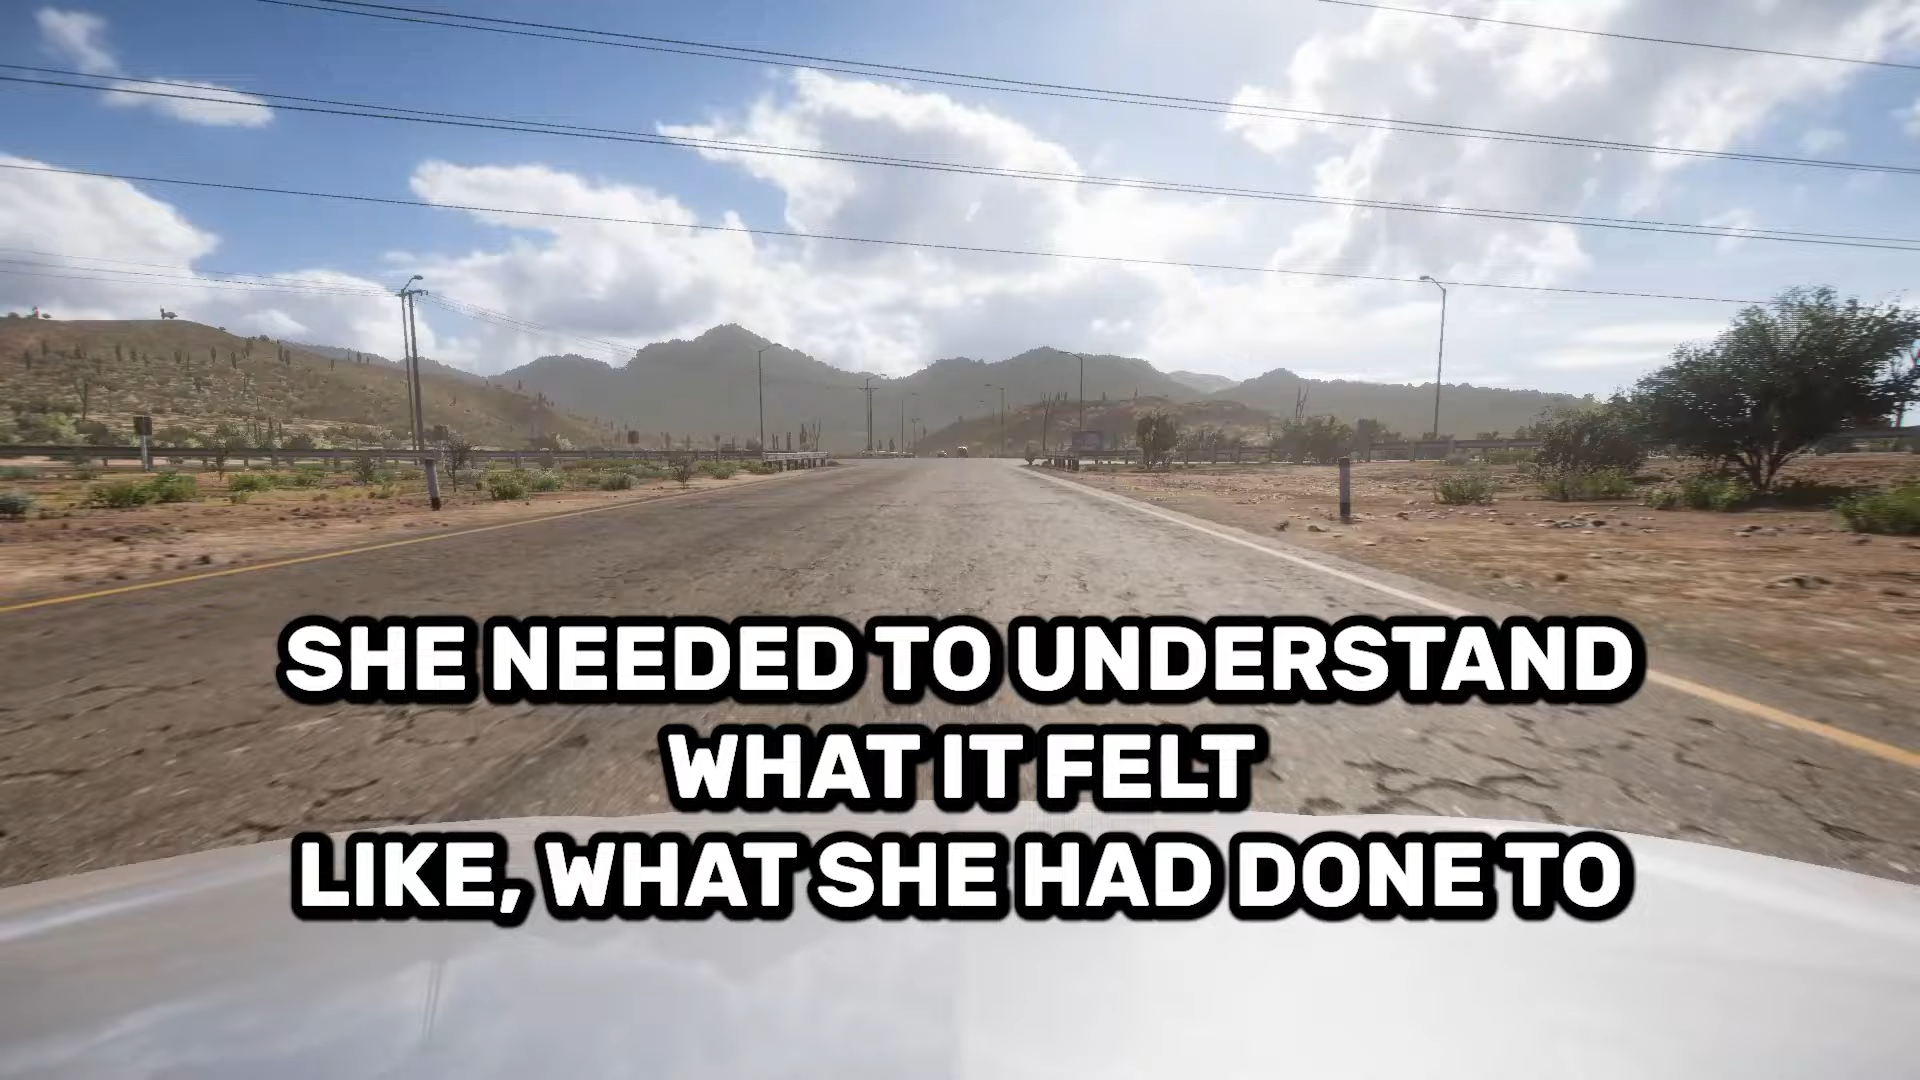 SHE NEEDED TO UNDERSTAND
WHAT IT FELT
LIKE, WHAT SHE HAD DONE TO